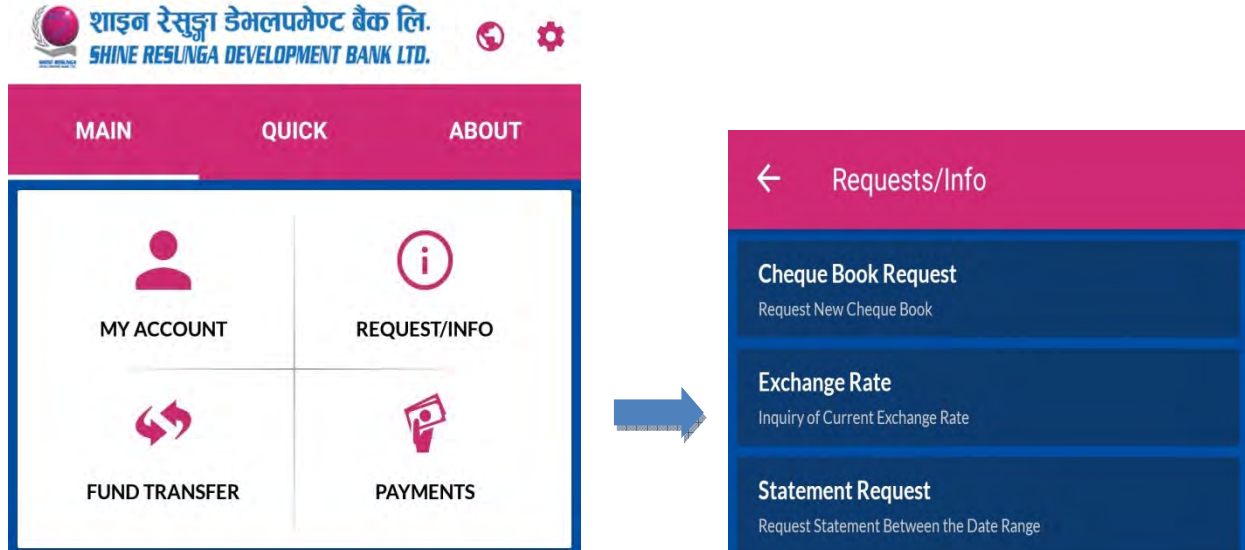 शाइन रेसुङ्गा डेभलपमेण्ट बैंक लि.
SHINE RESUNGA DEVELOPMENT BANK LTD.
MAIN QUICK ABOUT
MY ACCOUNT REQUEST/INFO
FUND TRANSFER PAYMENTS
Requests/Info
Cheque Book Request
Request New Cheque Book
Exchange Rate
Inquiry of Current Exchange Rate
Statement Request
Request Statement Between the Date Range